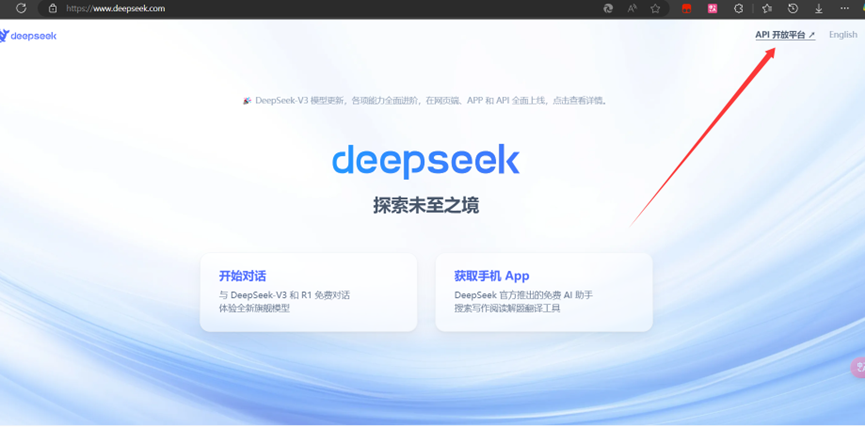 https://www.deepseek.com
deepseek
API 开放平台 ↗
English
🎉 DeepSeek-V3 模型更新，各项能力全面进阶，在网页端、APP 和 API 全面上线，点击查看详情。
deepseek
探索未至之境
开始对话
与 DeepSeek-V3 和 R1 免费对话
体验全新旗舰模型
获取手机 App
DeepSeek 官方推出的免费 AI 助手
搜索写作阅读解题翻译工具